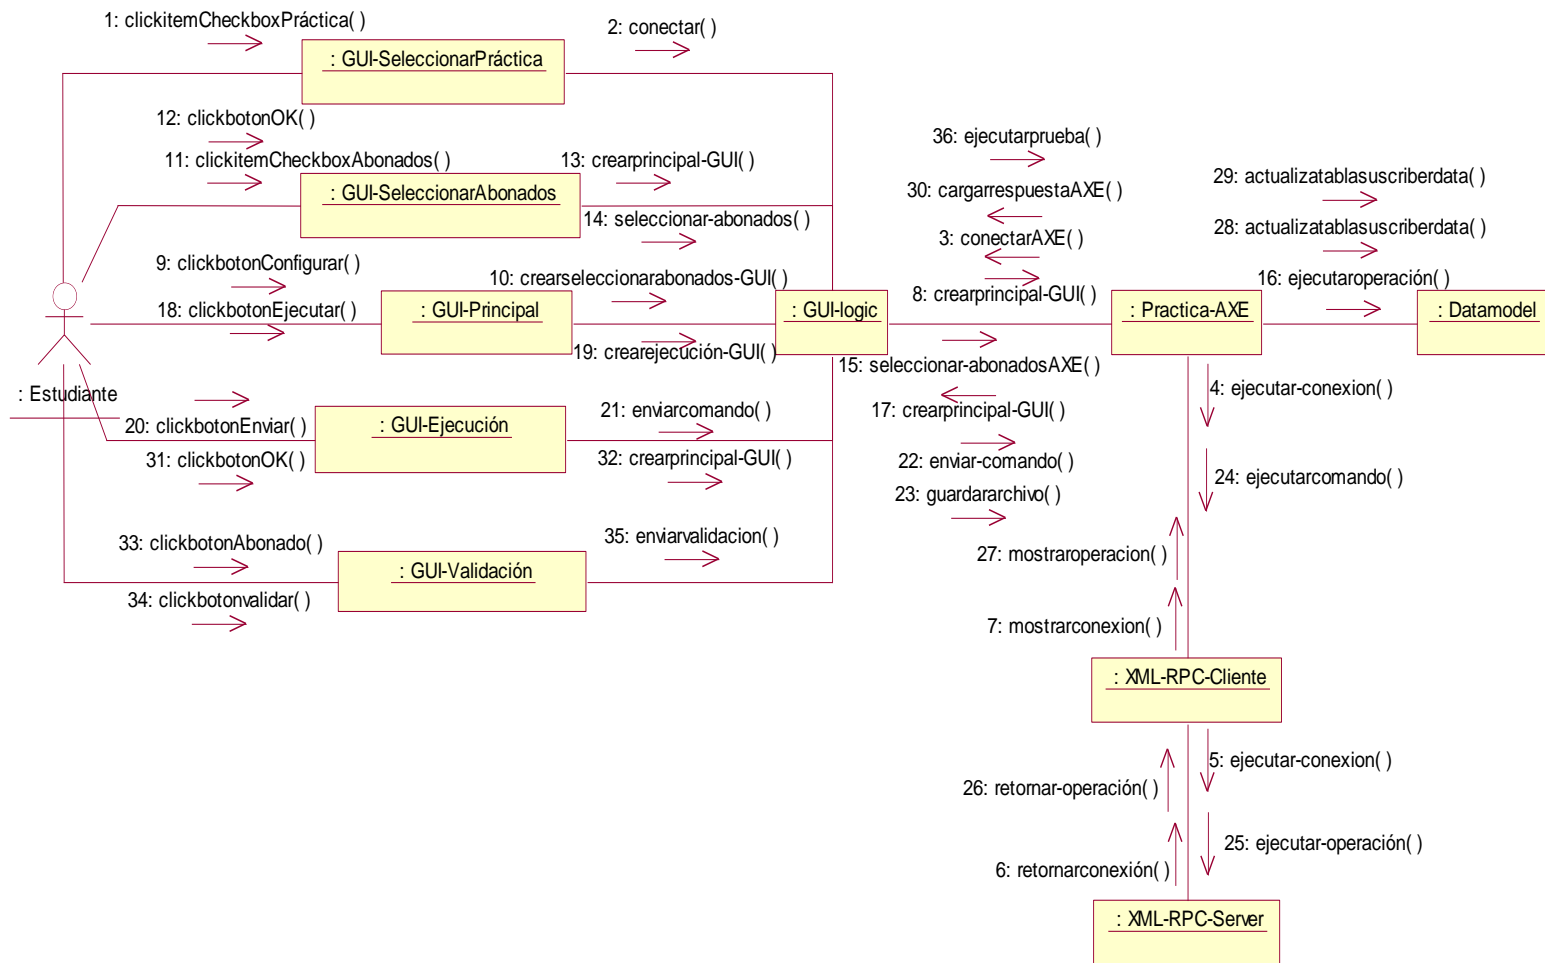 1: clickitemCheckboxPráctica( )
2: conectar( )
: GUI-SeleccionarPráctica
12: clickbotonOK( )
11: clickitemCheckboxAbonados( )
13: crearprincipal-GUI( )
: GUI-SeleccionarAbonados
14: seleccionar-abonados( )
36: ejecutarprueba( )
30: cargarrespuestaAXE( )
3: conectarAXE( )
8: crearprincipal-GUI( )
29: actualizatablasuscriberdata( )
28: actualizatablasuscriberdata( )
16: ejecutaroperación( )
9: clickbotonConfigurar( )
18: clickbotonEjecutar( )
10: crearseleccionarabonados-GUI( )
: GUI-Principal
19: crearejecución-GUI( )
: GUI-logic
: Practica-AXE
: Datamodel
15: seleccionar-abonadosAXE( )
17: crearprincipal-GUI( )
22: enviar-comando( )
23: guardararchivo( )
4: ejecutar-conexion( )
24: ejecutarcomando( )
: Estudiante
20: clickbotonEnviar( )
31: clickbotonOK( )
: GUI-Ejecución
21: enviarcomando( )
32: crearprincipal-GUI( )
33: clickbotonAbonado( )
34: clickbotonvalidar( )
: GUI-Validación
35: enviarvalidacion( )
27: mostraroperacion( )
7: mostrarconexion( )
: XML-RPC-Cliente
5: ejecutar-conexion( )
26: retornar-operación( )
25: ejecutar-operación( )
6: retornarconexión( )
: XML-RPC-Server